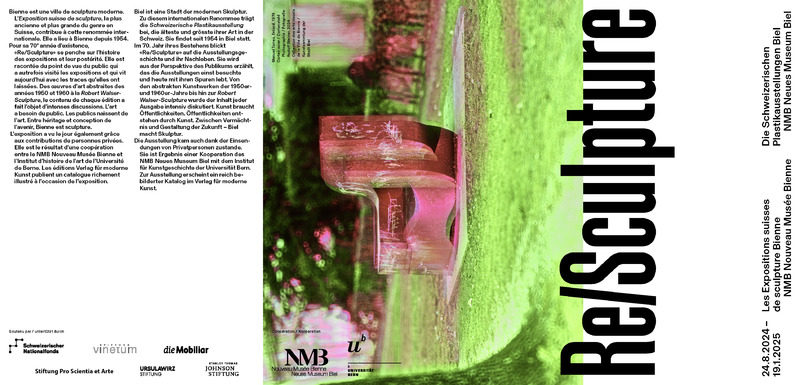 Bienne est une ville de sculpture moderne.
L'Exposition suisse de sculpture, la plus
ancienne et plus grande du genre en
Suisse, contribue à cette renommée inter-
nationale. Elle a lieu à Bienne depuis 1954.
Pour sa 70e année d'existence,
«Re/Sculpture» se penche sur l'histoire
des expositions et leur postérité. Elle est
racontée du point de vue du public qui
a autrefois visité les expositions et qui vit
aujourd'hui avec les traces qu'elles ont
laissées. Des œuvres d'art abstraites des
années 1950 et 1960 à la Robert Walser-
Sculpture, le contenu de chaque édition a
fait l'objet d'intenses discussions. L'art
a besoin du public. Les publics naissent de
l'art. Entre héritage et conception de
l'avenir, Bienne est sculpture.
L'exposition a vu le jour également grâce
aux contributions de personnes privées.
Elle est le résultat d'une coopération
entre le NMB Nouveau Musée Bienne et
l'Institut d'histoire de l'art de l'Université
de Berne. Les éditions Verlag für moderne
Kunst publient un catalogue richement
illustré à l'occasion de l'exposition.
Biel ist eine Stadt der modernen Skulptur.
Zu diesem internationalen Renommee trägt
die Schweizerische Plastikausstellung
bei, die älteste und grösste ihrer Art in der
Schweiz. Sie findet seit 1954 in Biel statt.
Im 70. Jahr ihres Bestehens blickt
«Re/Sculpture» auf die Ausstellungsge-
schichte und ihr Nachleben. Sie wird
aus der Perspektive des Publikums erzählt,
das die Ausstellungen einst besuchte
und heute mit ihren Spuren lebt. Von
den abstrakten Kunstwerken der 1950er-
und 1960er-Jahre bis hin zur Robert
Walser-Sculpture wurde der Inhalt jeder
Ausgabe intensiv diskutiert. Kunst braucht
Öffentlichkeiten. Öffentlichkeiten ent-
stehen durch Kunst. Zwischen Vermächt-
nis und Gestaltung der Zukunft – Biel
macht Skulptur.
Die Ausstellung kam auch dank der Einsen-
dungen von Privatpersonen zustande.
Sie ist Ergebnis einer Kooperation des
NMB Neues Museum Biel mit dem Institut
für Kunstgeschichte der Universität Bern.
Zur Ausstellung erscheint ein reich be-
bilderter Katalog im Verlag für moderne
Kunst.
Schweizerischer
Nationalfonds
vinetum
die Mobiliar
Stiftung Pro Scientia et Arte
URSULA WIRZ
STIFTUNG
JOHNSON
STIFTUNG
Coopération / Kooperation
NMB
Nouveau Musée Bienne
Neues Museum Biel
u b
UNIVERSITÄT
BERN
Re/Sculpture
24.8.2024 –
19.1.2025
Les Expositions suisses
de sculpture Bienne
NMB Nouveau Musée Bienne
Die Schweizerischen
Plastikausstellungen Biel
NMB Neues Museum Biel